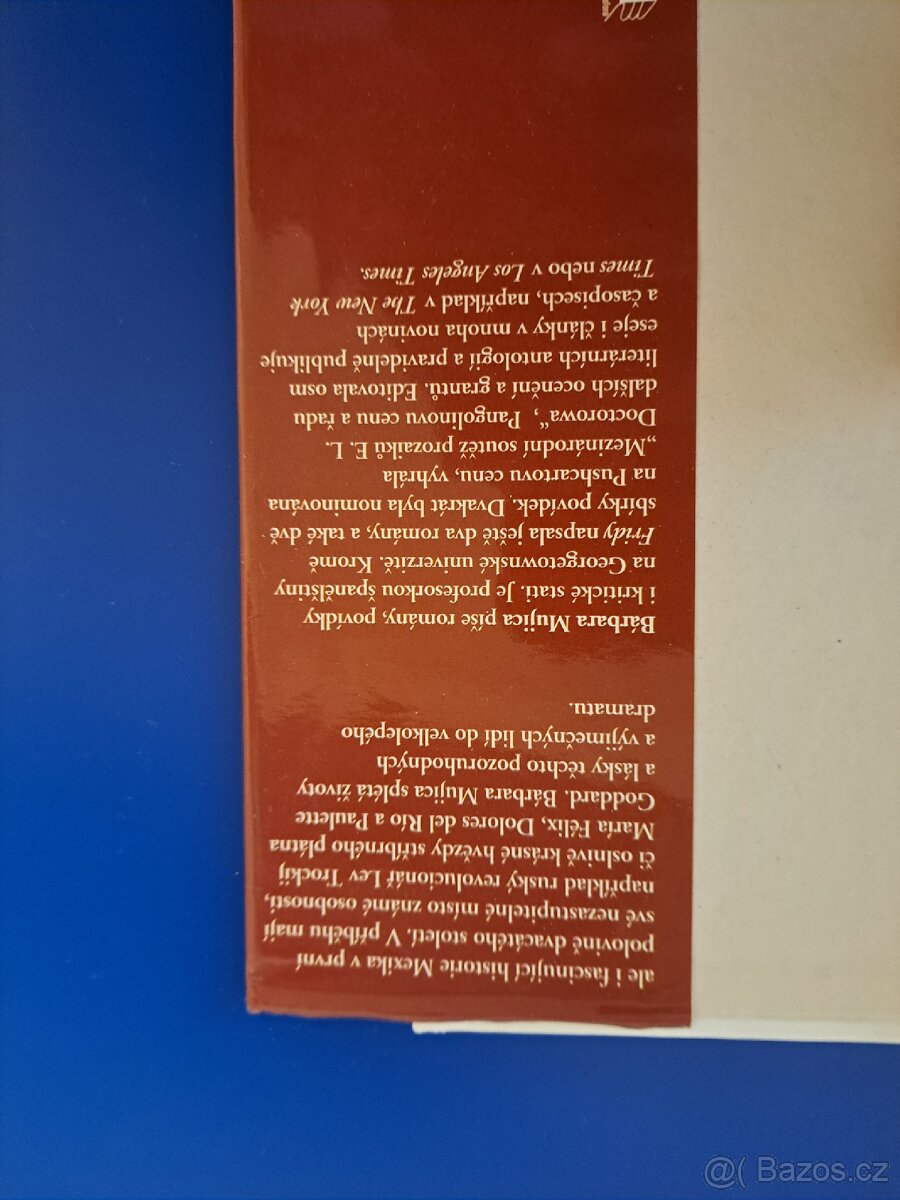 ale i fascinující historie Mexika v první
polovině dvacátého století. V příběhu mají
své nezastupitelné místo známé osobnosti,
například ruský revolucionář Lev Trockij
či oslnivě krásné hvězdy stříbrného plátna
María Félix, Dolores del Río a Paulette
Goddard. Bárbara Mujica splétá životy
a lásky těchto pozoruhodných
a výjimečných lidí do velkolepého
dramatu.
Bárbara Mujica píše romány, povídky
i kritické stati. Je profesorkou španělštiny
na Georgetownské univerzitě. Kromě
Fridy napsala ještě dva romány, a také dvě
sbírky povídek. Dvakrát byla nominována
na Pushcartovu cenu, vyhrála
„Mezinárodní soutěž prozaiků E. L.
Doctorowa“, Pangolinovu cenu a řadu
dalších ocenění a grantů. Editovala osm
literárních antologií a pravidelně publikuje
eseje i články v mnoha novinách
a časopisech, například v The New York
Times nebo v Los Angeles Times.
@( Bazos.cz